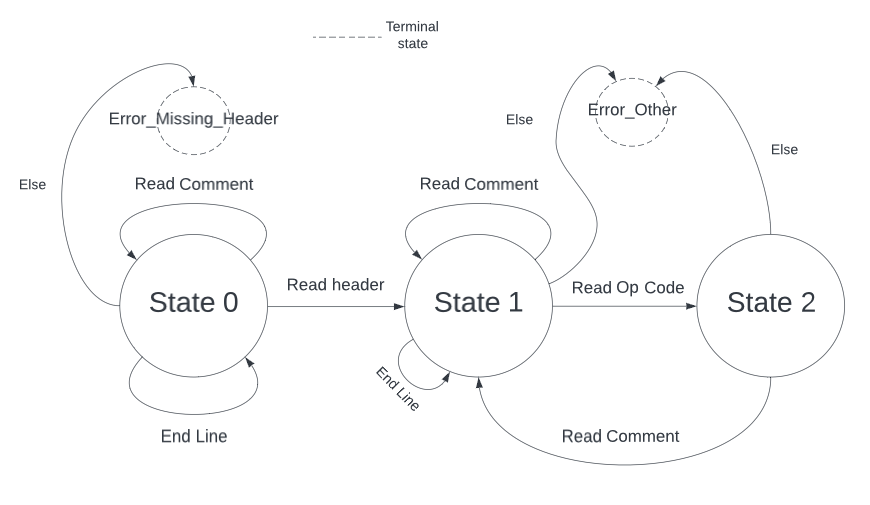 Terminal
state
Error_Missing_Header
Error_Other
Else
Else
Else
Read Comment
Read Comment
State 0
Read header
State 1
Read Op Code
State 2
End Line
End Line
Read Comment